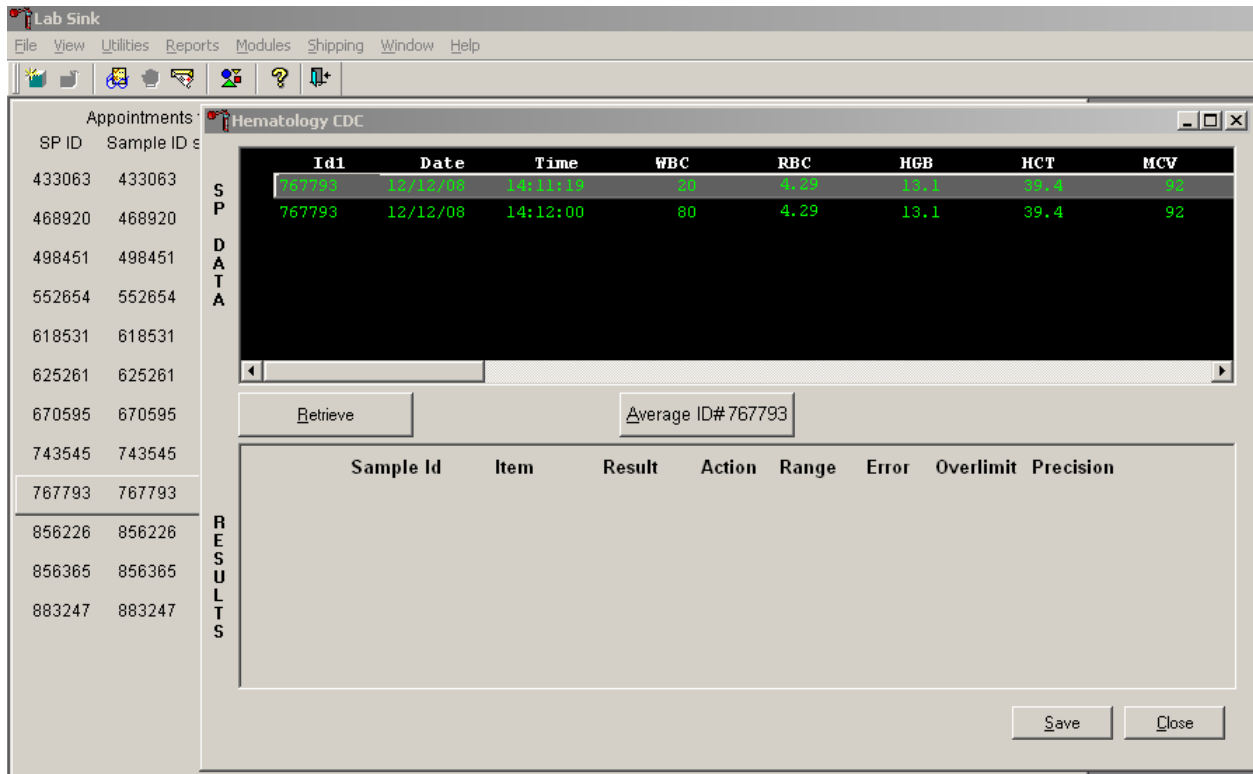 Lab Sink
File View Utilities Reports Modules Shipping Window Help
Appointments
SP ID Sample ID s
433063 433063
468920 468920
498451 498451
552654 552654
618531 618531
625261 625261
670595 670595
743545 743545
767793 767793
856226 856226
856365 856365
883247 883247
Hematology CDC
SP DATA
Id1 Date Time WBC RBC HGB HCT MCV
767793 12/12/08 14:11:19 20 4.29 13.1 39.4 92
767793 12/12/08 14:12:00 80 4.29 13.1 39.4 92
Retrieve Average ID# 767793
RESULTS
Sample Id Item Result Action Range Error Overlimit Precision
Save Close